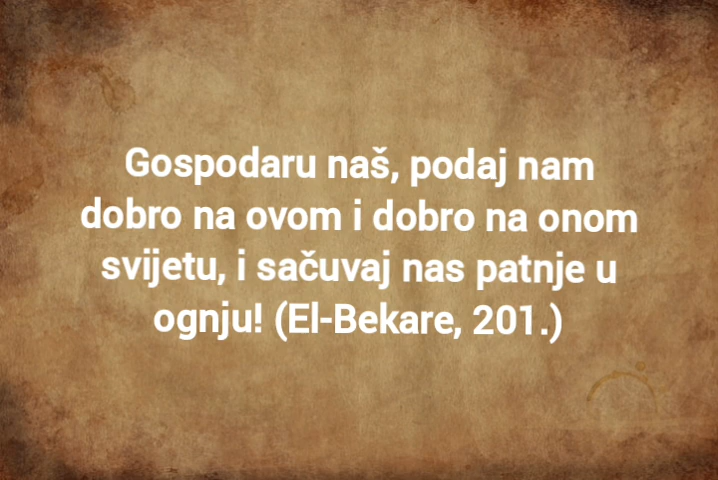 Gospodaru naš, podaj nam
dobro na ovom i dobro na onom
svijetu, i sačuvaj nas patnje u
ognju! (El-Bekare, 201.)